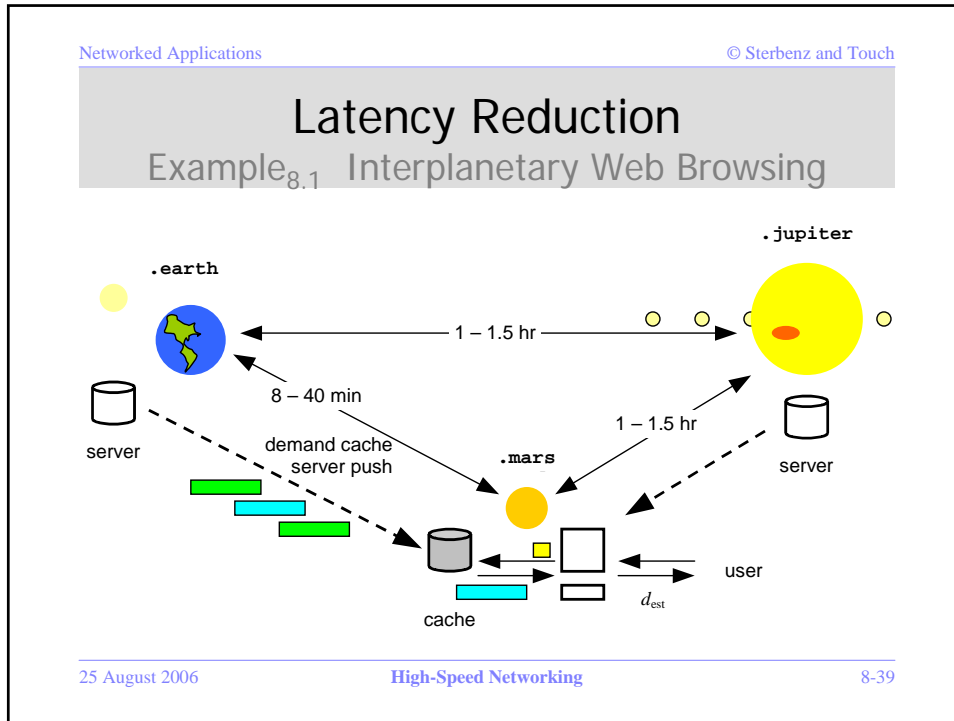 Networked Applications
© Sterbenz and Touch
Latency Reduction
Example8.1 Interplanetary Web Browsing
.jupiter
.earth
1 – 1.5 hr
8 – 40 min
1 – 1.5 hr
server
demand cache
server push
.mars
server
user
dest
cache
25 August 2006
High-Speed Networking
8-39